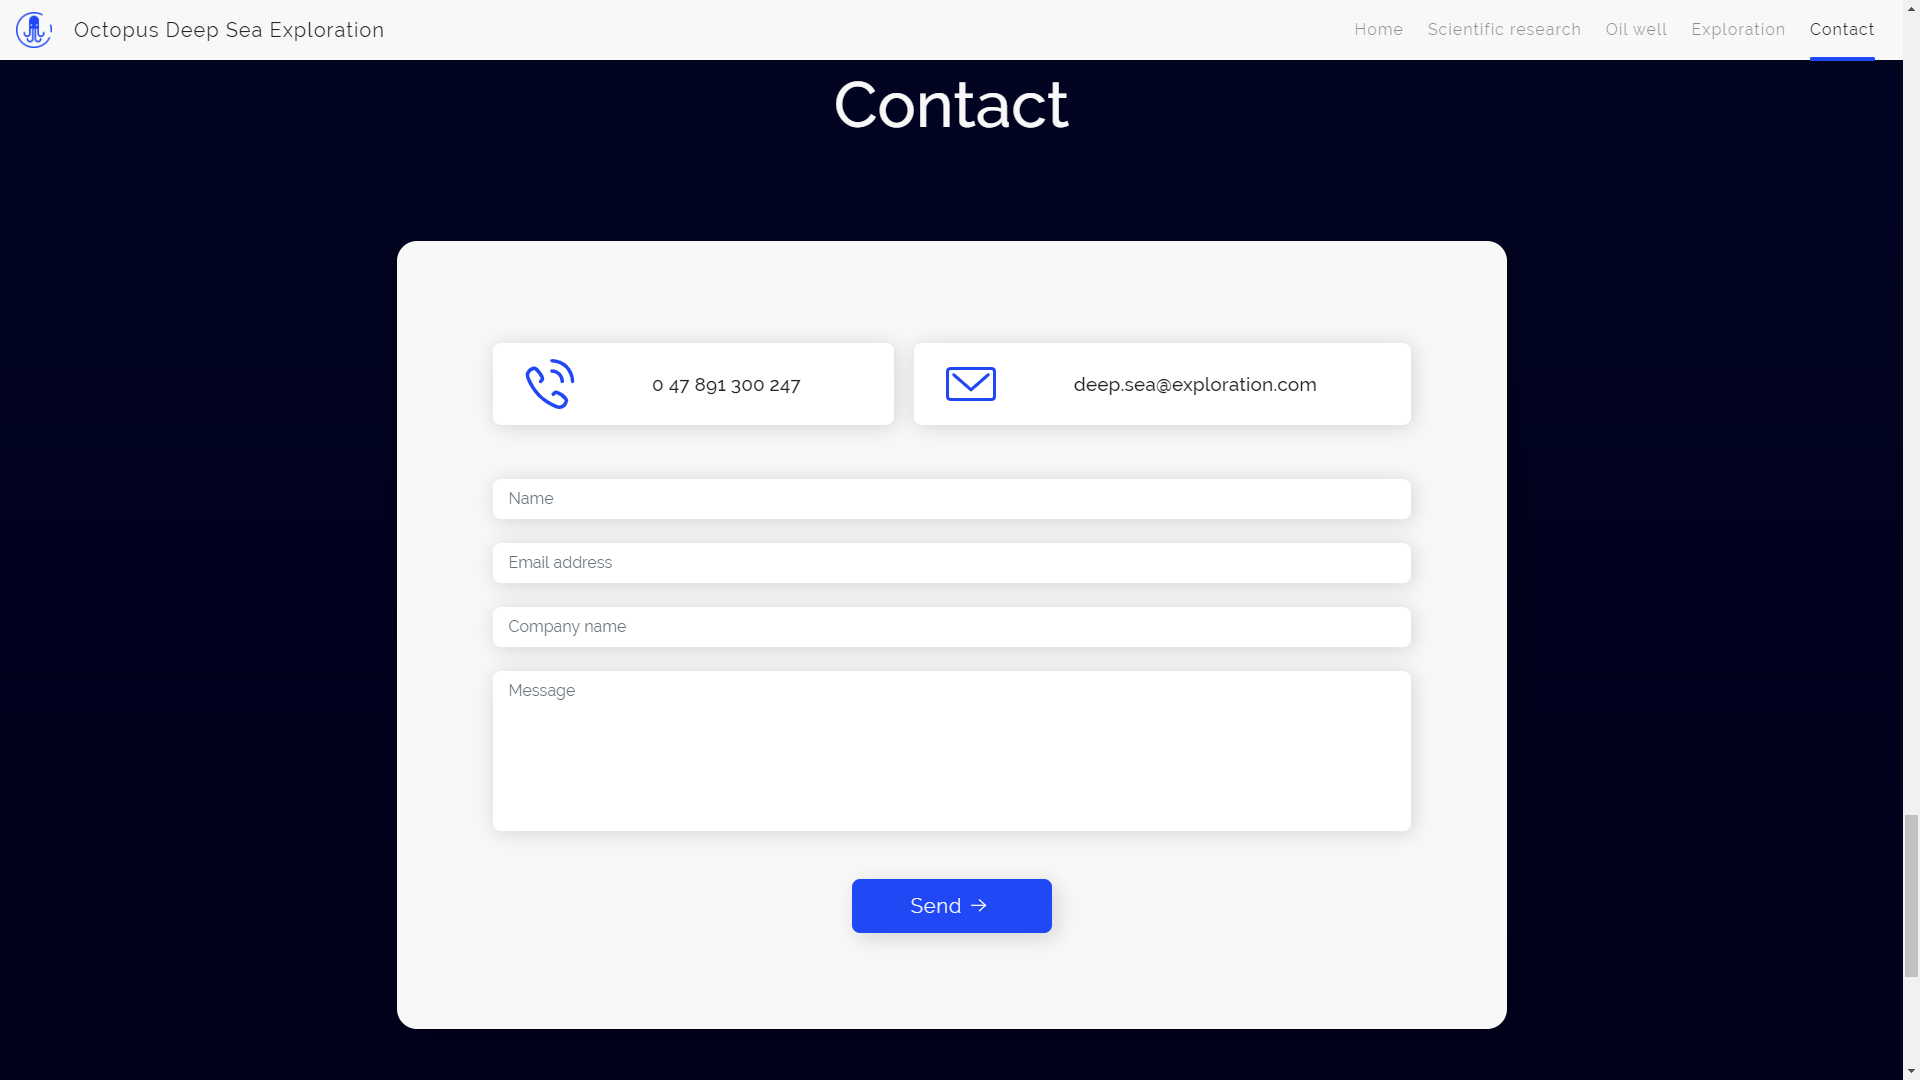 Octopus Deep Sea Exploration
Home Scientific research Oil well Exploration Contact
Contact
0 47 891 300 247
deep.sea@exploration.com
Name
Email address
Company name
Message
Send →